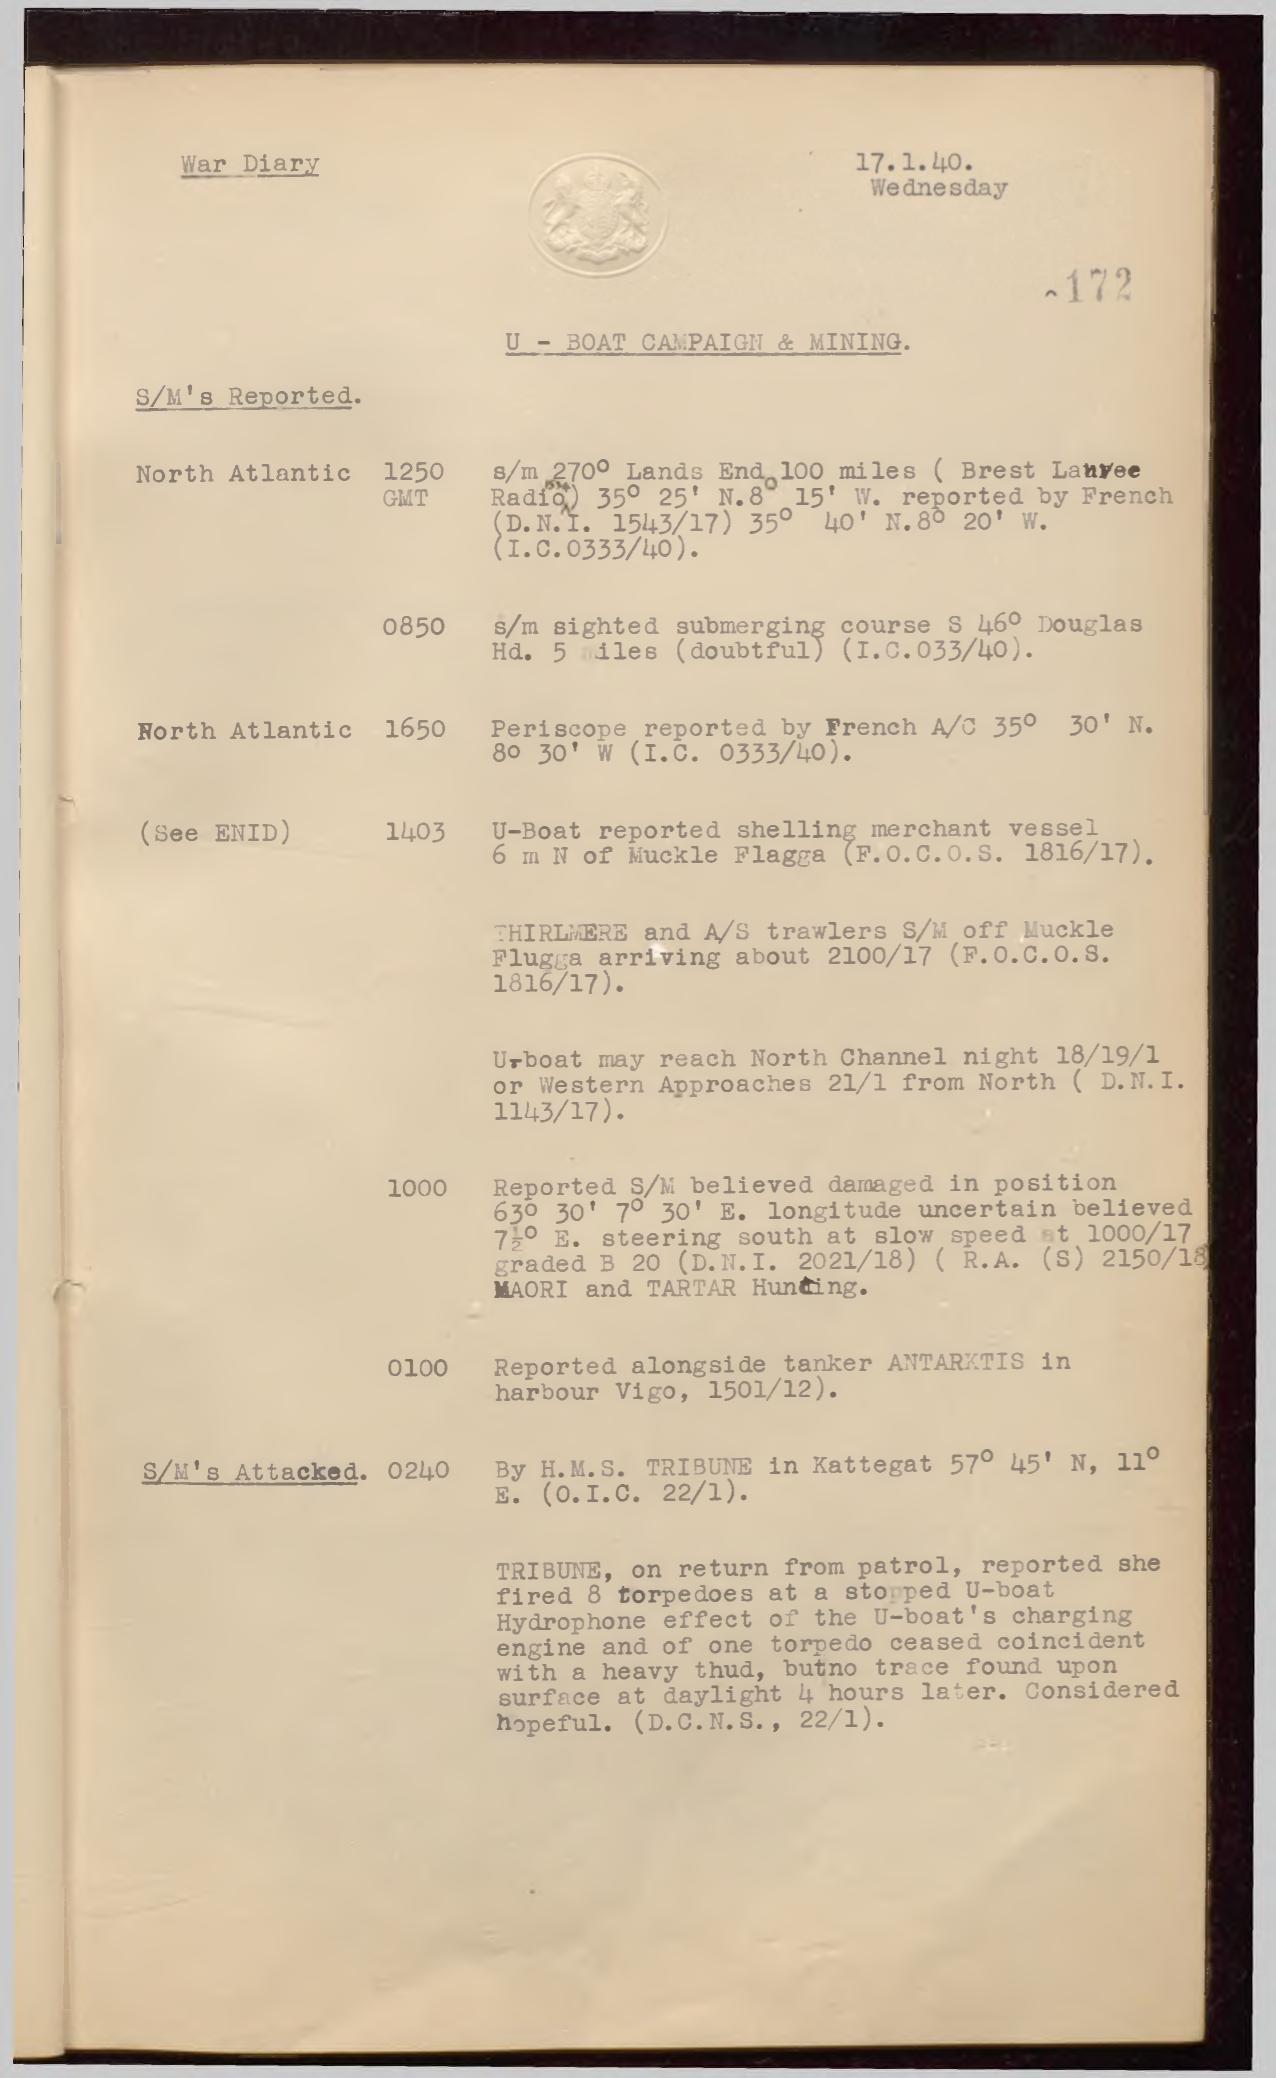 War Diary
17.1.40.
Wednesday
172
U - BOAT CAMPAIGN & MINING.
S/M's Reported.
North Atlantic 1250 s/m 270° Lands End 100 miles ( Brest
GMT Radio) 35° 25' N.8° 15' W. reported by French
(D.N.I. 1543/17) 35° 40' N.8° 20' W.
(I.C.0333/40).
0850 s/m sighted submerging course S 46° Douglas
Hd. 5 miles (doubtful) (I.C.033/40).
North Atlantic 1650 Periscope reported by French A/C 35° 30' N.
8° 30' W (I.C. 0333/40).
(See ENID) 1403 U-Boat reported shelling merchant vessel
6 m N of Muckle Flagga (F.O.C.O.S. 1816/17).
THIRLMERE and A/S trawlers S/M off Muckle
Flugga arriving about 2100/17 (F.O.C.O.S.
1816/17).
U-boat may reach North Channel night 18/19/1
or Western Approaches 21/1 from North ( D.N.I.
1143/17).
1000 Reported S/M believed damaged in position
63° 30' 7° 30' E. longitude uncertain believed
7½° E. steering south at slow speed at 1000/17
graded B 20 (D.N.I. 2021/18) ( R.A. (S) 2150/18)
MAORI and TARTAR Hunting.
0100 Reported alongside tanker ANTARKTIS in
harbour Vigo, 1501/12).
S/M's Attacked. 0240 By H.M.S. TRIBUNE in Kattegat 57° 45' N, 11°
E. (O.I.C. 22/1).
TRIBUNE, on return from patrol, reported she
fired 8 torpedoes at a stopped U-boat
Hydrophone effect of the U-boat's charging
engine and of one torpedo ceased coincident
with a heavy thud, butno trace found upon
surface at daylight 4 hours later. Considered
hopeful. (D.C.N.S., 22/1).